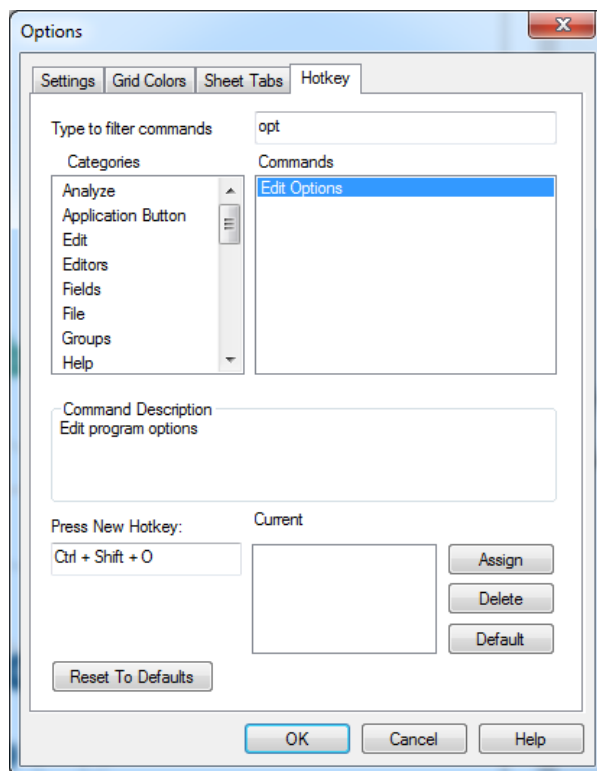 Options
Settings Grid Colors Sheet Tabs Hotkey
Type to filter commands opt
Categories Commands
Analyze Edit Options
Application Button
Edit
Editors
Fields
File
Groups
Help
Command Description
Edit program options
Press New Hotkey: Current
Ctrl + Shift + O
Assign
Delete
Default
Reset To Defaults
OK Cancel Help